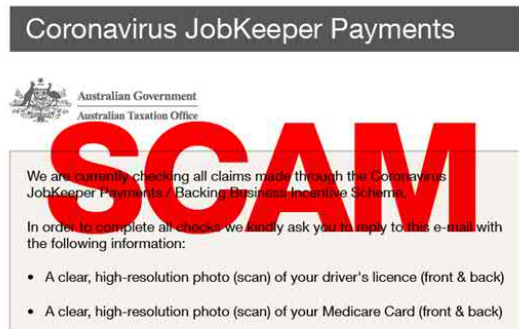 Coronavirus JobKeeper Payments
Australian Government
Australian Taxation Office
SCAM
We are currently checking all claims made through the Coronavirus
JobKeeper Payments / Backing Business Incentive Scheme.
In order to complete all checks we kindly ask you to reply to this e-mail with
the following information:
• A clear, high-resolution photo (scan) of your driver's licence (front & back)
• A clear, high-resolution photo (scan) of your Medicare Card (front & back)